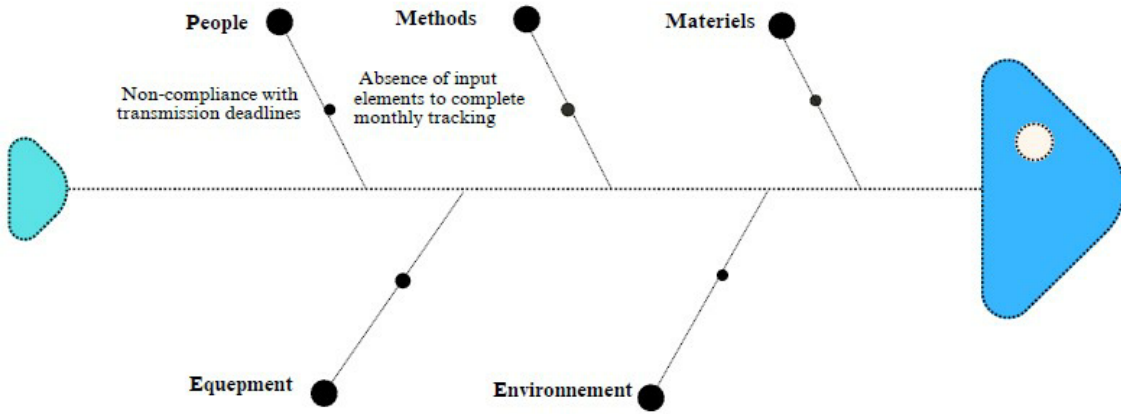 People
Methods
Materiels
Non-compliance with
transmission deadlines
Absence of input
elements to complete
monthly tracking
Equepment
Environnement